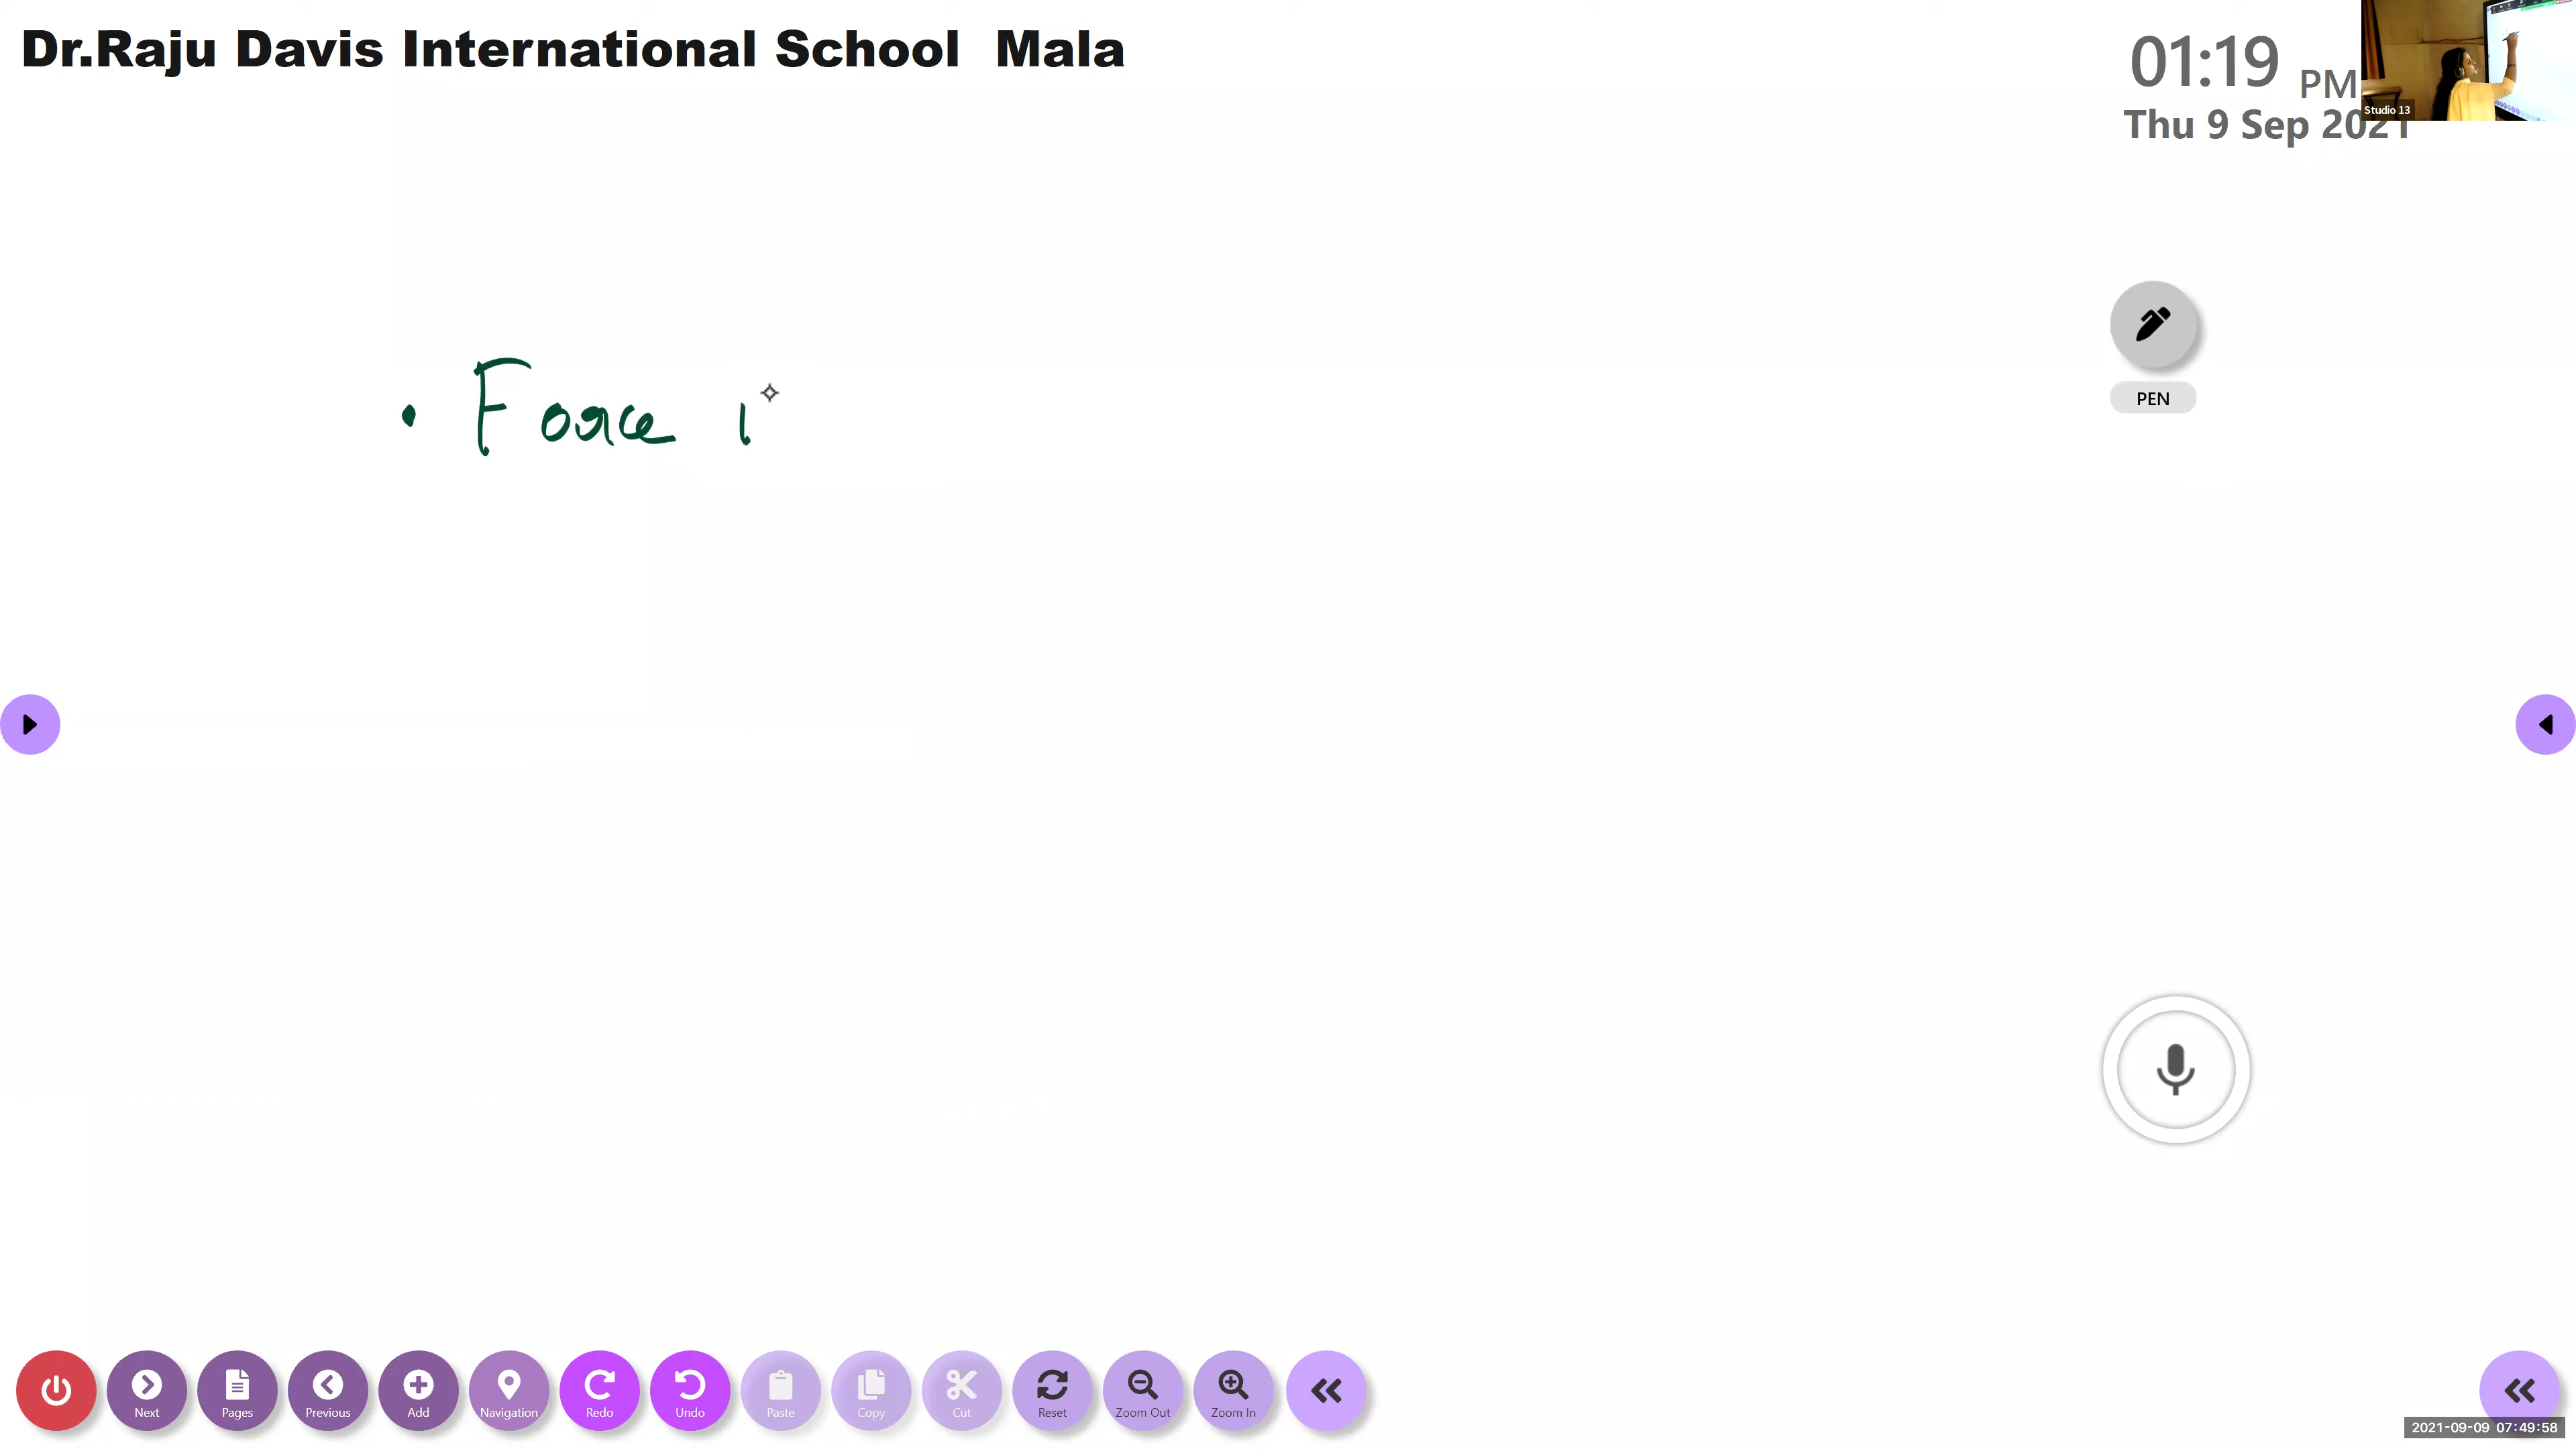 Dr.Raju Davis International School Mala
01:19 PM
Studio 13
Thu 9 Sep 2021
• Force i
PEN
Next
Pages
Previous
Add
Navigation
Redo
Undo
Paste
Copy
Cut
Reset
Zoom Out
Zoom In
2021-09-09 07:49:58